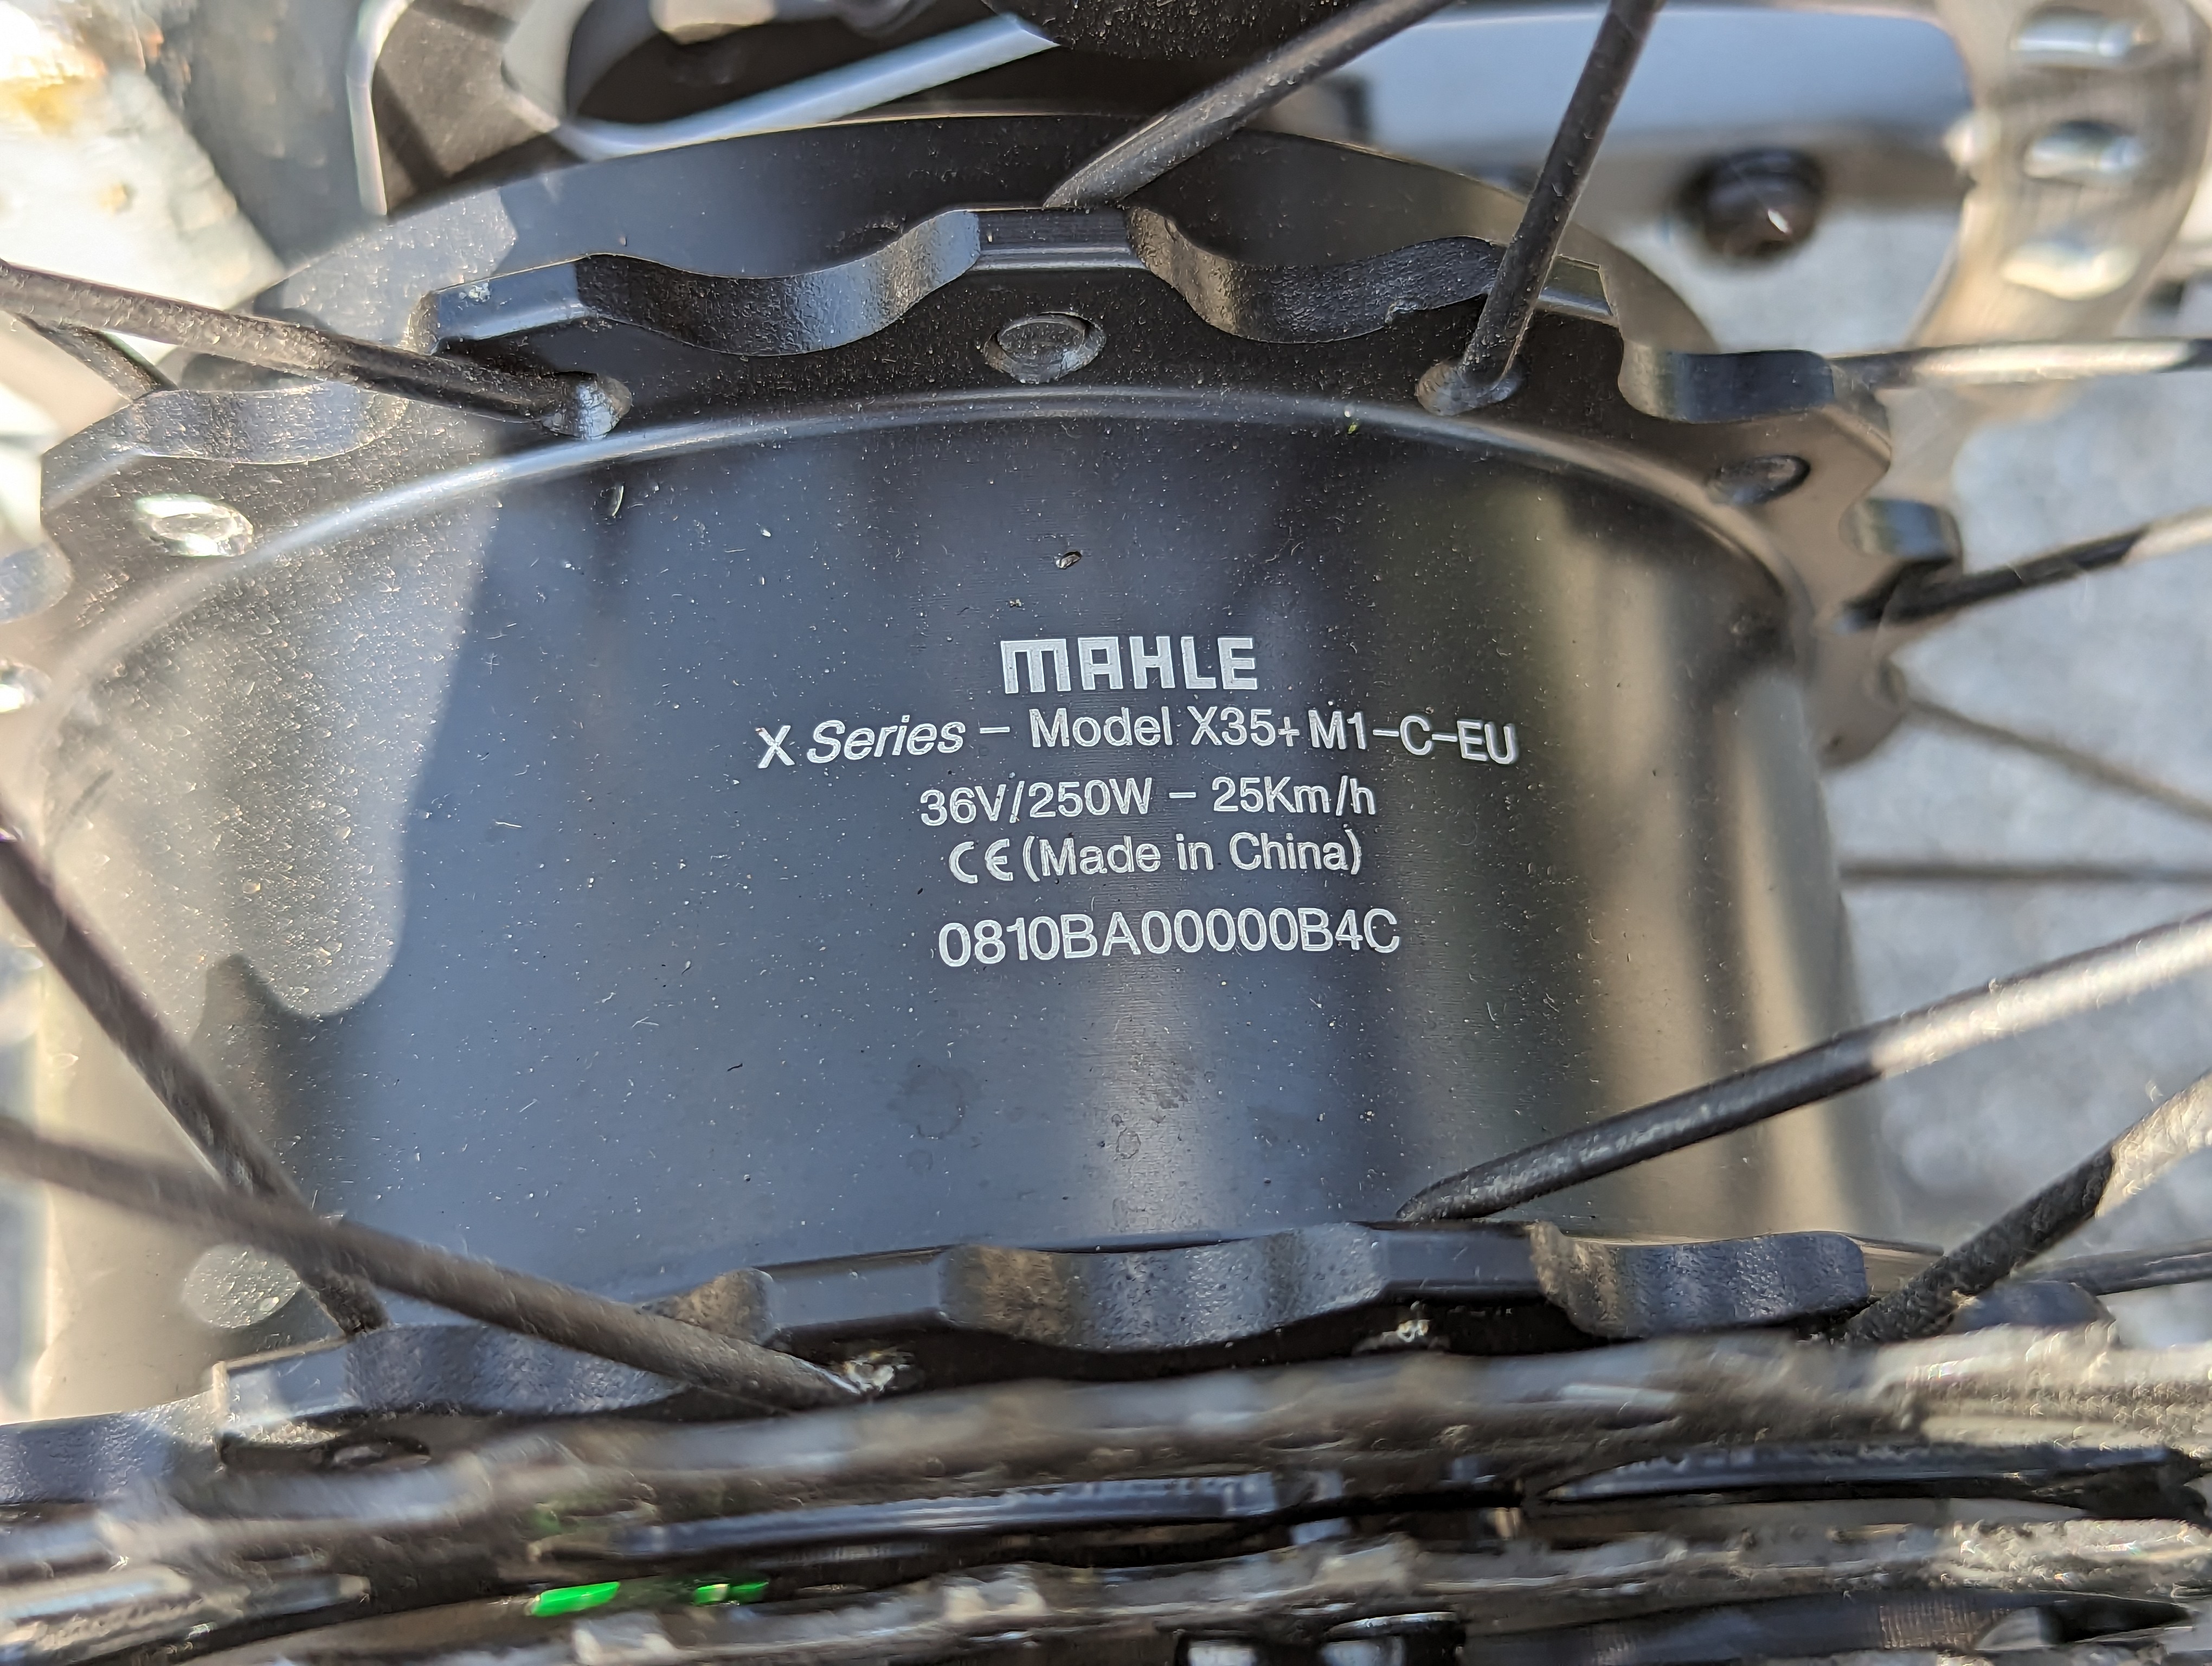 MAHLE
X Series - Model X35+ M1-C-EU
36V/250W - 25Km/h
CE (Made in China)
0810BA00000B4C